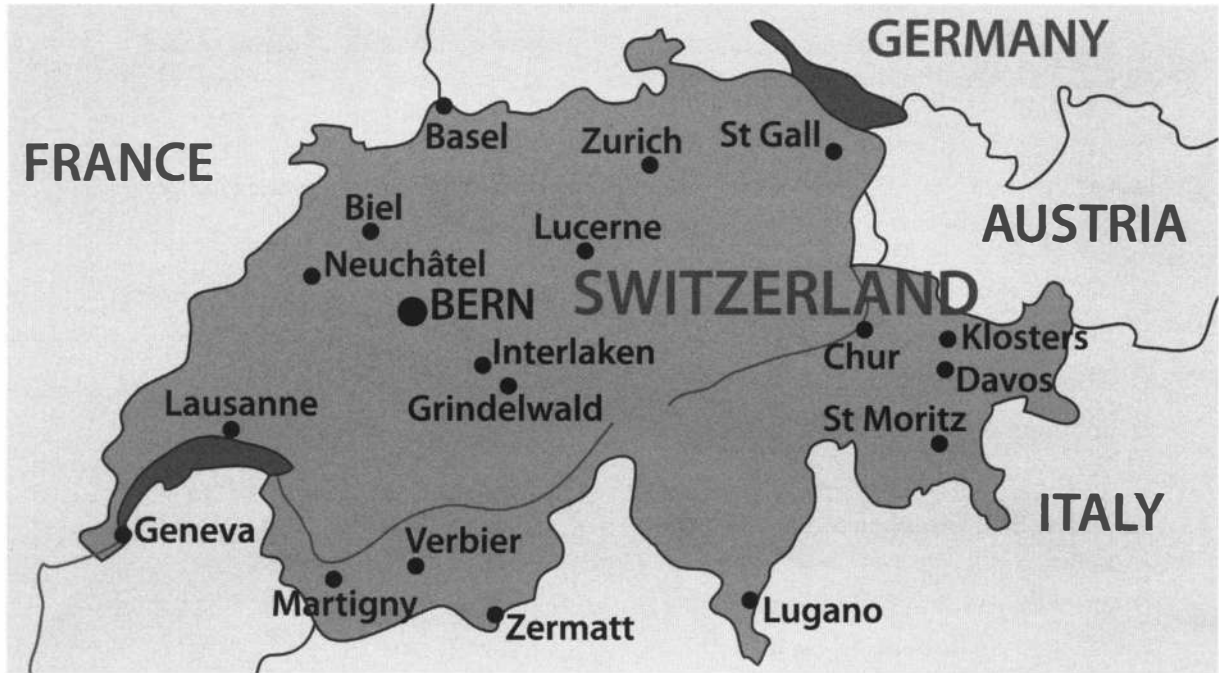 GERMANY
Basel
Zurich
St Gall
FRANCE
Biel
Lucerne
AUSTRIA
Neuchâtel
SWITZERLAND
BERN
Klosters
Interlaken
Chur
Davos
Lausanne
Grindelwald
St Moritz
ITALY
Geneva
Verbier
Martigny
Lugano
Zermatt